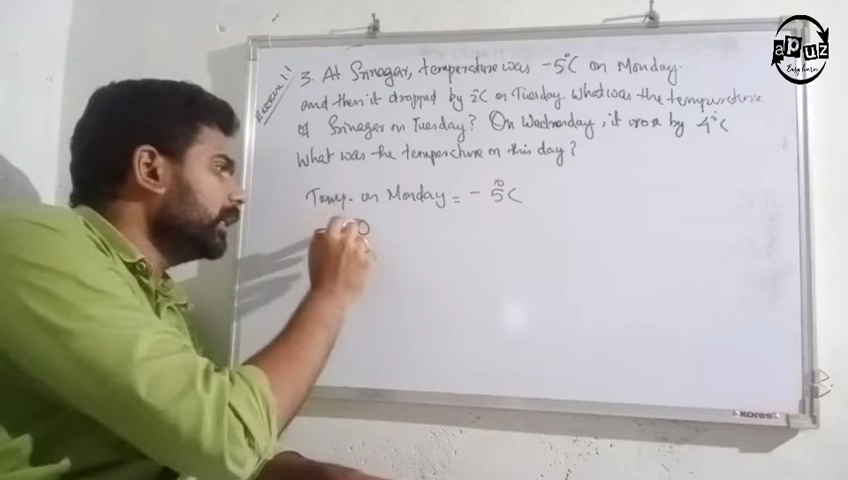 apuz
Exercise 1.1
3. At Srinagar, temperature was -5°C on Monday.
and then it dropped by 2°C on Tuesday. What was the temperature
of Srinagar on Tuesday? On Wednesday, it rose by 4°C
What was the temperature on this day?
Temp. on Monday = - 5°C
KORES